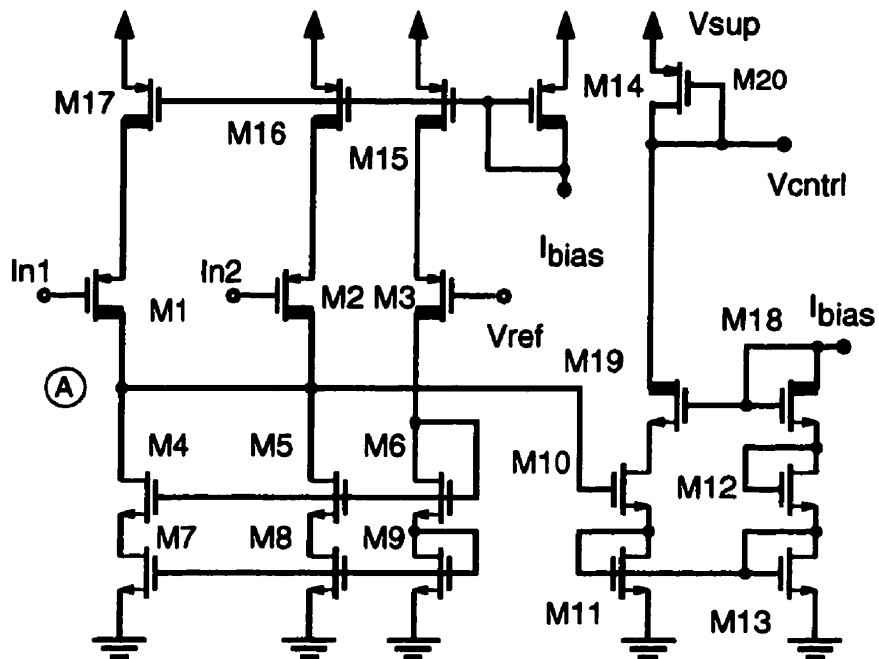 Vsup
M17
M16
M15
M14
M20
Vcntrl
Ibias
In1
In2
M1
M2
M3
Vref
M18
Ibias
M19
A
M4
M5
M6
M10
M12
M7
M8
M9
M11
M13